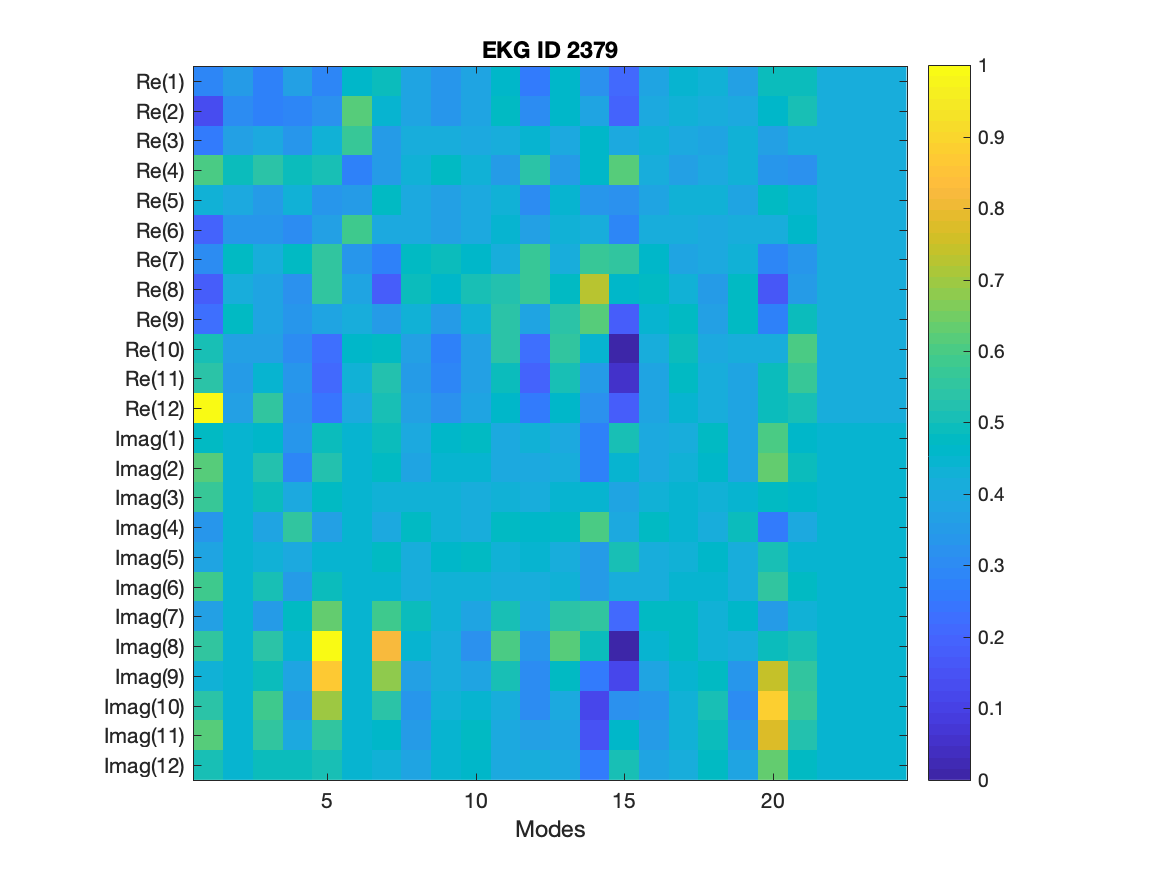 EKG ID 2379
Re(1)
Re(2)
Re(3)
Re(4)
Re(5)
Re(6)
Re(7)
Re(8)
Re(9)
Re(10)
Re(11)
Re(12)
Imag(1)
Imag(2)
Imag(3)
Imag(4)
Imag(5)
Imag(6)
Imag(7)
Imag(8)
Imag(9)
Imag(10)
Imag(11)
Imag(12)
5 10 15 20
Modes
1
0.9
0.8
0.7
0.6
0.5
0.4
0.3
0.2
0.1
0